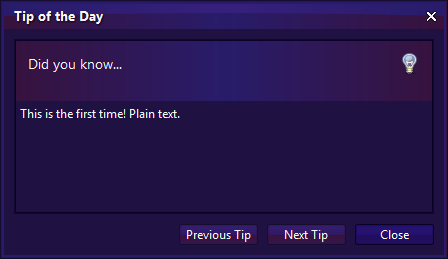 Tip of the Day
Did you know...
This is the first time! Plain text.
Previous Tip
Next Tip
Close